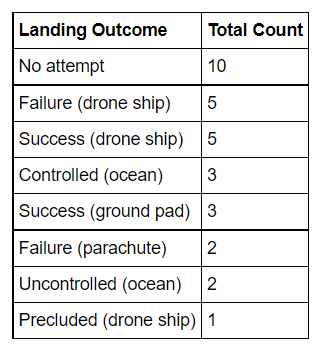 Landing Outcome Total Count
No attempt 10
Failure (drone ship) 5
Success (drone ship) 5
Controlled (ocean) 3
Success (ground pad) 3
Failure (parachute) 2
Uncontrolled (ocean) 2
Precluded (drone ship) 1